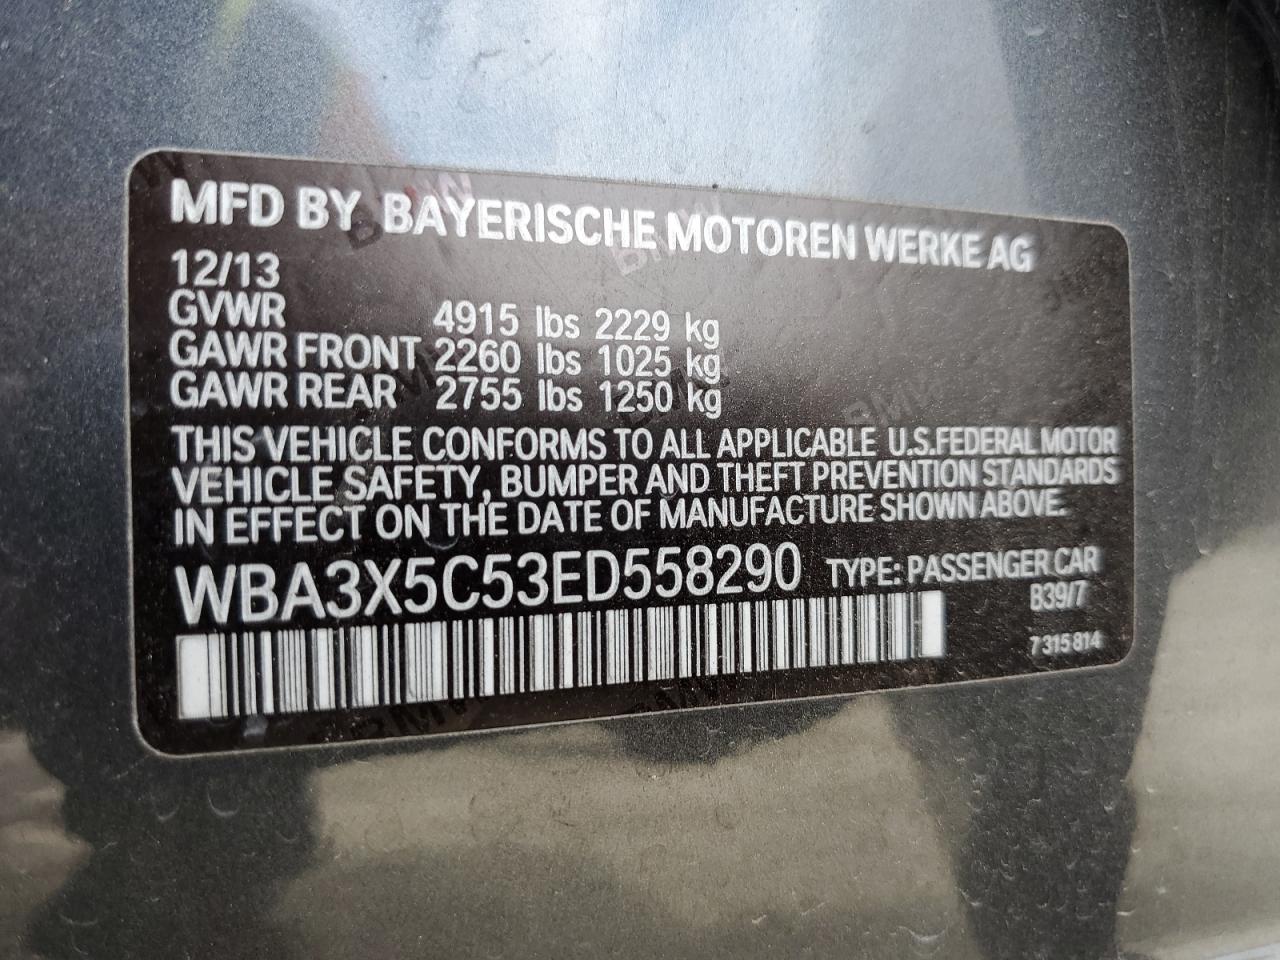 MFD BY BAYERISCHE MOTOREN WERKE AG
12/13
GVWR 4915 lbs 2229 kg
GAWR FRONT 2260 lbs 1025 kg
GAWR REAR 2755 lbs 1250 kg
THIS VEHICLE CONFORMS TO ALL APPLICABLE U.S.FEDERAL MOTOR
VEHICLE SAFETY, BUMPER AND THEFT PREVENTION STANDARDS
IN EFFECT ON THE DATE OF MANUFACTURE SHOWN ABOVE.
WBA3X5C53ED558290 TYPE: PASSENGER CAR
B39/7
7 315 814